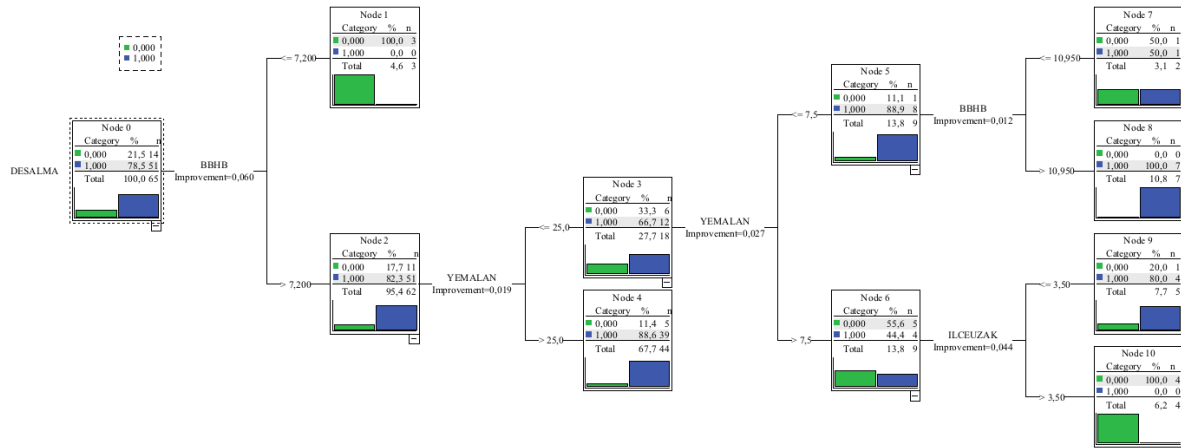 0,000
1,000
DESALMA
Node 0
Category % n
0,000 21,5 14
1,000 78,5 51
Total 100,0 65
BBHB
Improvement=0,060
<= 7,200
Node 1
Category % n
0,000 100,0 3
1,000 0,0 0
Total 4,6 3
> 7,200
Node 2
Category % n
0,000 17,7 11
1,000 82,3 51
Total 95,4 62
YEMALAN
Improvement=0,019
<= 25,0
Node 3
Category % n
0,000 33,3 6
1,000 66,7 12
Total 27,7 18
> 25,0
Node 4
Category % n
0,000 11,4 5
1,000 88,6 39
Total 67,7 44
YEMALAN
Improvement=0,027
<= 7,5
Node 5
Category % n
0,000 11,1 1
1,000 88,9 8
Total 13,8 9
> 7,5
Node 6
Category % n
0,000 55,6 5
1,000 44,4 4
Total 13,8 9
BBHB
Improvement=0,012
<= 10,950
Node 7
Category % n
0,000 50,0 1
1,000 50,0 1
Total 3,1 2
> 10,950
Node 8
Category % n
0,000 0,0 0
1,000 100,0 7
Total 10,8 7
ILCEUZAK
Improvement=0,044
<= 3,50
Node 9
Category % n
0,000 20,0 1
1,000 80,0 4
Total 7,7 5
> 3,50
Node 10
Category % n
0,000 100,0 4
1,000 0,0 0
Total 6,2 4